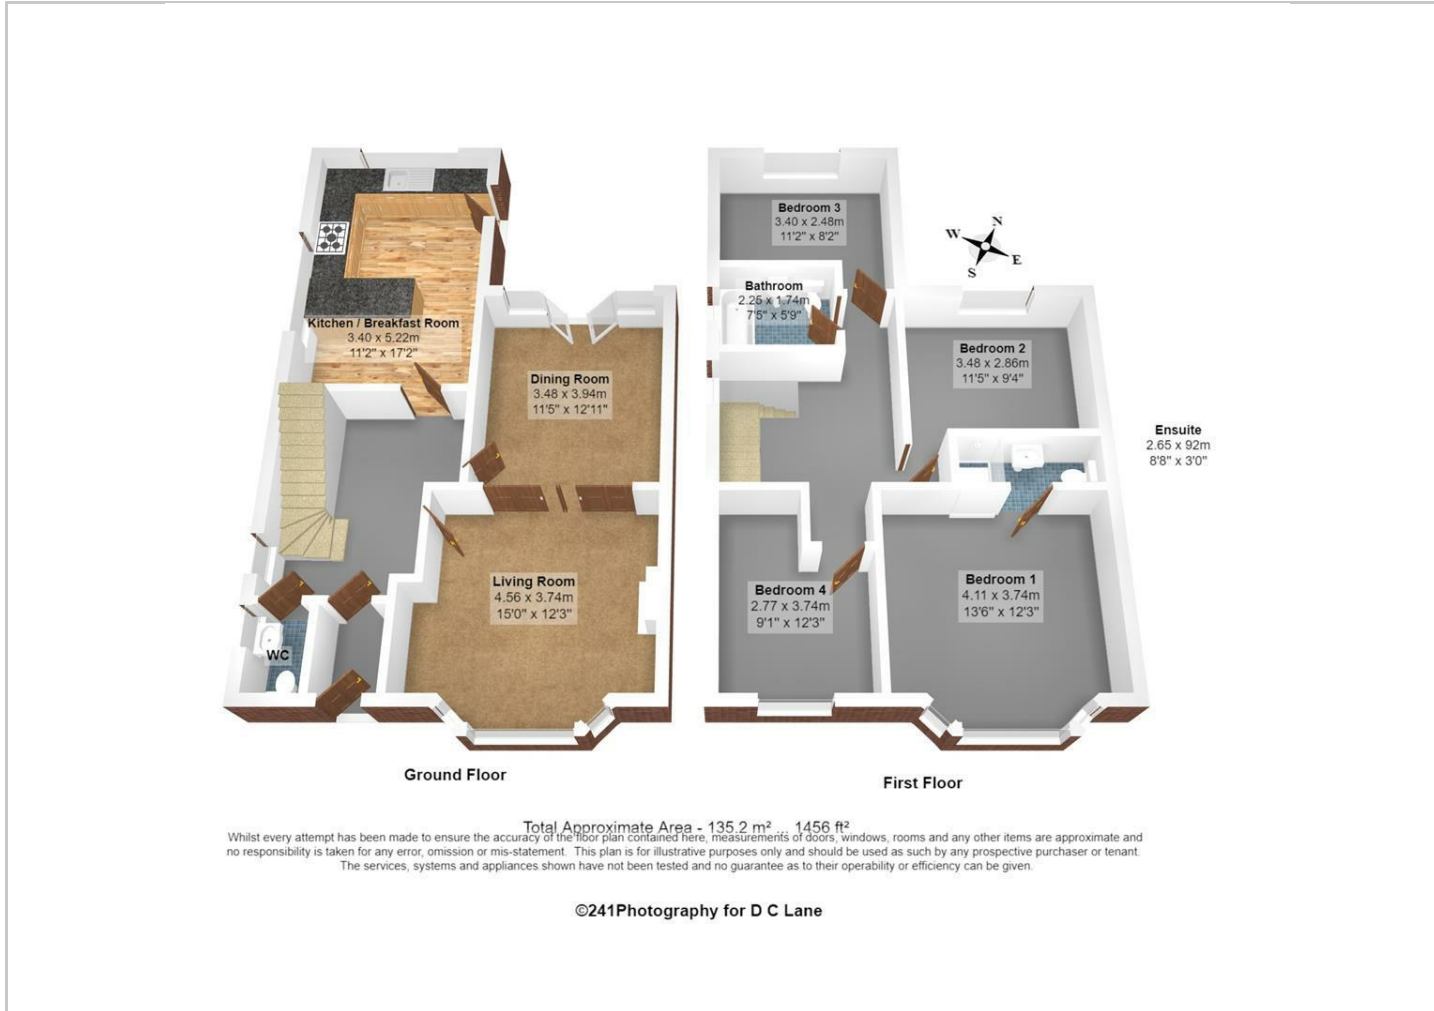 Kitchen / Breakfast Room
3.40 x 5.22m
11'2" x 17'2"
Dining Room
3.48 x 3.94m
11'5" x 12'11"
Living Room
4.56 x 3.74m
15'0" x 12'3"
WC
Ground Floor
Bedroom 3
3.40 x 2.48m
11'2" x 8'2"
Bathroom
2.25 x 1.74m
7'5" x 5'9"
Bedroom 2
3.48 x 2.86m
11'5" x 9'4"
N
W
E
S
Ensuite
2.65 x 92m
8'8" x 3'0"
Bedroom 4
2.77 x 3.74m
9'1" x 12'3"
Bedroom 1
4.11 x 3.74m
13'6" x 12'3"
First Floor
Total Approximate Area - 135.2 m² ... 1456 ft²
Whilst every attempt has been made to ensure the accuracy of the floor plan contained here, measurements of doors, windows, rooms and any other items are approximate and
no responsibility is taken for any error, omission or mis-statement. This plan is for illustrative purposes only and should be used as such by any prospective purchaser or tenant.
The services, systems and appliances shown have not been tested and no guarantee as to their operability or efficiency can be given.
©241Photography for D C Lane